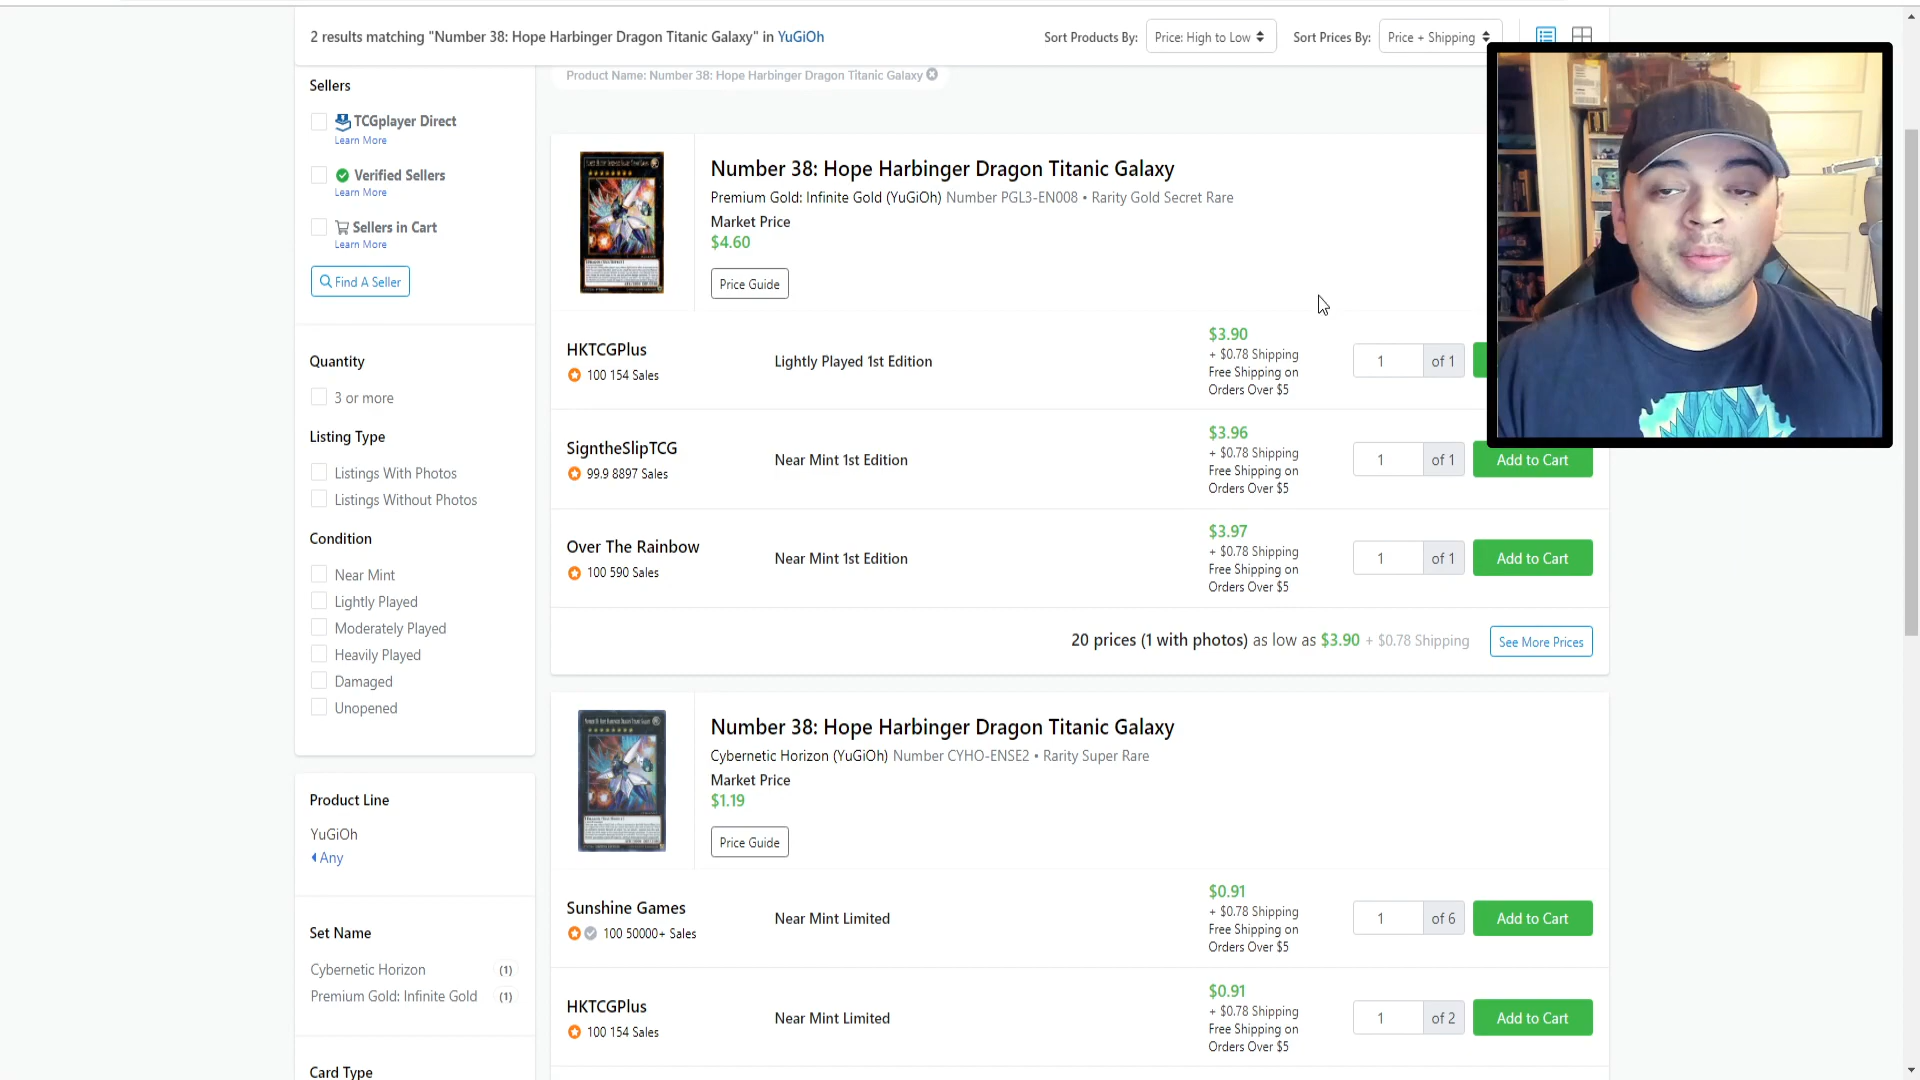 2 results matching "Number 38: Hope Harbinger Dragon Titanic Galaxy" in YuGiOh
Sort Products By:
Price: High to Low
Sort Prices By:
Price + Shipping
Product Name: Number 38: Hope Harbinger Dragon Titanic Galaxy
Sellers
TCGplayer Direct
Learn More
Verified Sellers
Learn More
Sellers in Cart
Learn More
Find A Seller
Quantity
3 or more
Listing Type
Listings With Photos
Listings Without Photos
Condition
Near Mint
Lightly Played
Moderately Played
Heavily Played
Damaged
Unopened
Product Line
YuGiOh
Any
Set Name
Cybernetic Horizon (1)
Premium Gold: Infinite Gold (1)
Card Type
Number 38: Hope Harbinger Dragon Titanic Galaxy
Premium Gold: Infinite Gold (YuGiOh) Number PGL3-EN008 • Rarity Gold Secret Rare
Market Price
$4.60
Price Guide
HKTCGPlus
100 154 Sales
Lightly Played 1st Edition
$3.90
+ $0.78 Shipping
Free Shipping on
Orders Over $5
1 of 1
SigntheSlipTCG
99.9 8897 Sales
Near Mint 1st Edition
$3.96
+ $0.78 Shipping
Free Shipping on
Orders Over $5
1 of 1
Add to Cart
Over The Rainbow
100 590 Sales
Near Mint 1st Edition
$3.97
+ $0.78 Shipping
Free Shipping on
Orders Over $5
1 of 1
Add to Cart
20 prices (1 with photos) as low as $3.90 + $0.78 Shipping
See More Prices
Number 38: Hope Harbinger Dragon Titanic Galaxy
Cybernetic Horizon (YuGiOh) Number CYHO-ENSE2 • Rarity Super Rare
Market Price
$1.19
Price Guide
Sunshine Games
100 50000+ Sales
Near Mint Limited
$0.91
+ $0.78 Shipping
Free Shipping on
Orders Over $5
1 of 6
Add to Cart
HKTCGPlus
100 154 Sales
Near Mint Limited
$0.91
+ $0.78 Shipping
Free Shipping on
Orders Over $5
1 of 2
Add to Cart